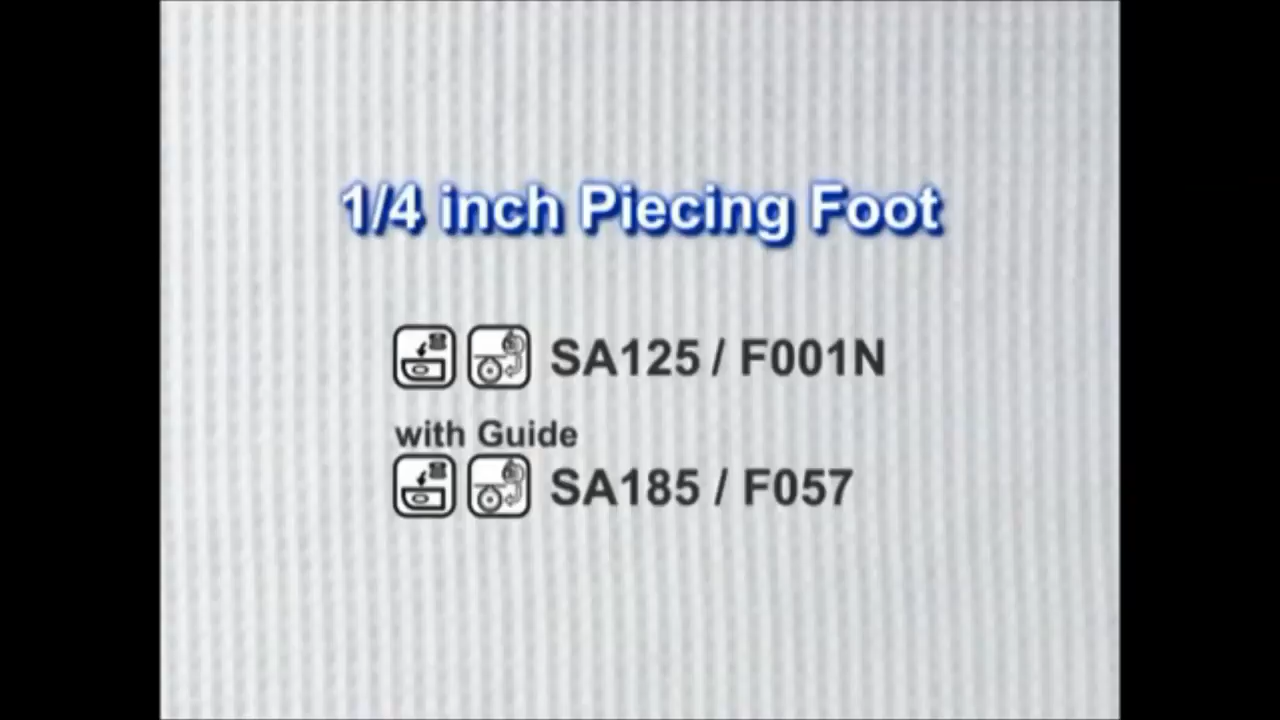 1/4 inch Piecing Foot
SA125 / F001N
with Guide
SA185 / F057